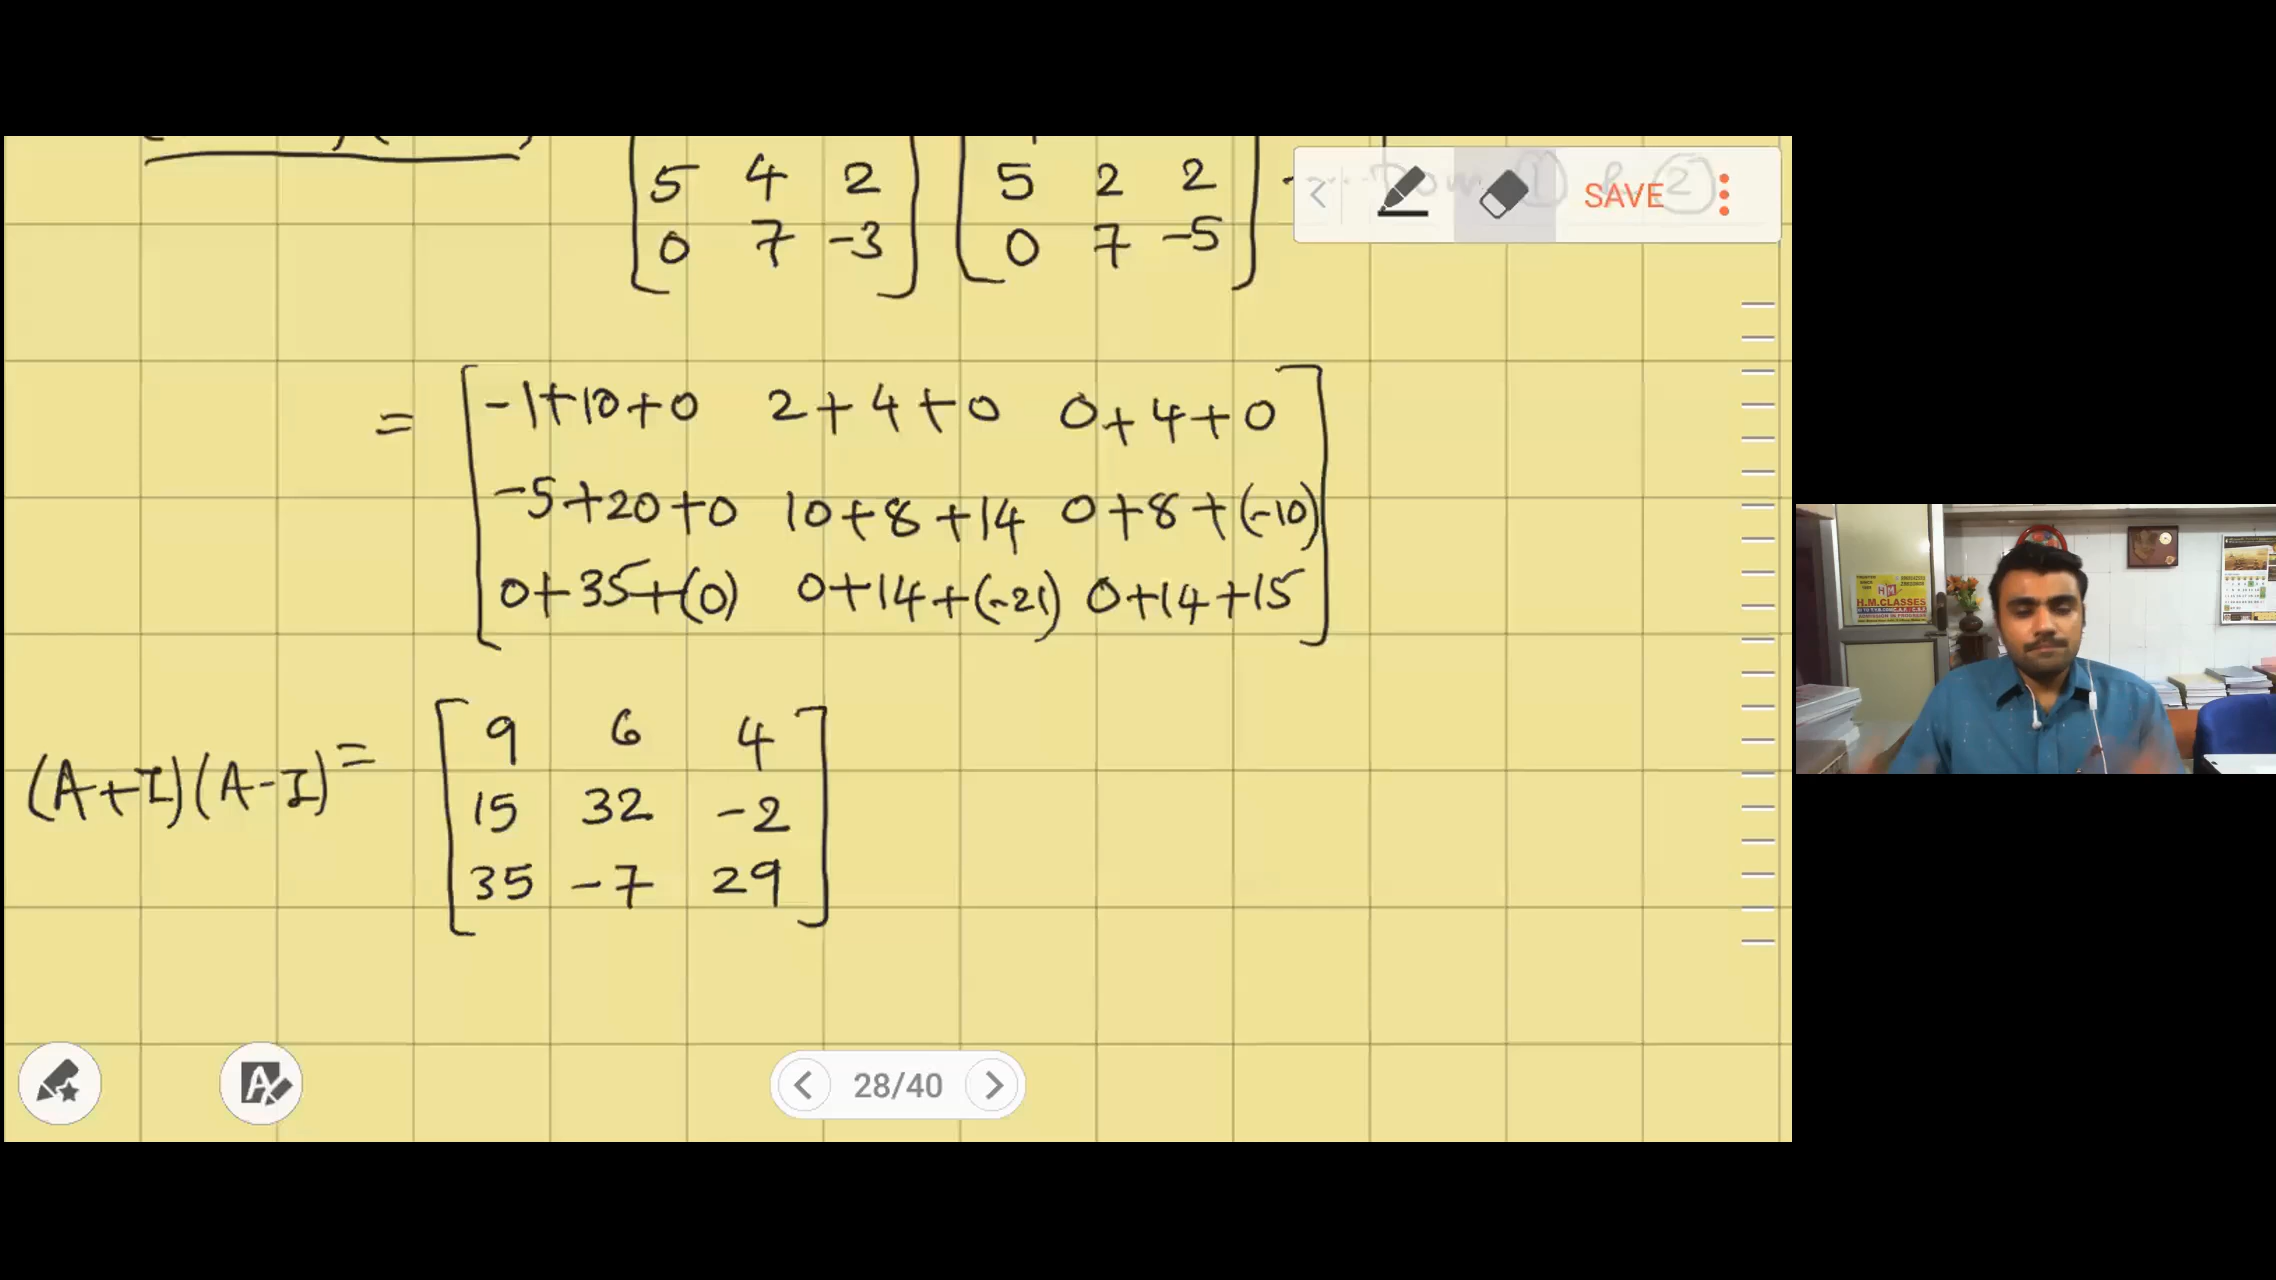 5 4 2 5 2 2
0 7 -3 0 7 -5
SAVE
= -1+10+0 2+4+0 0+4+0
-5+20+0 10+8+14 0+8+(-10)
0+35+(0) 0+14+(-21) 0+14+15
(A+I)(A-I)= 9 6 4
15 32 -2
35 -7 29
28/40
H.M.CLASSES